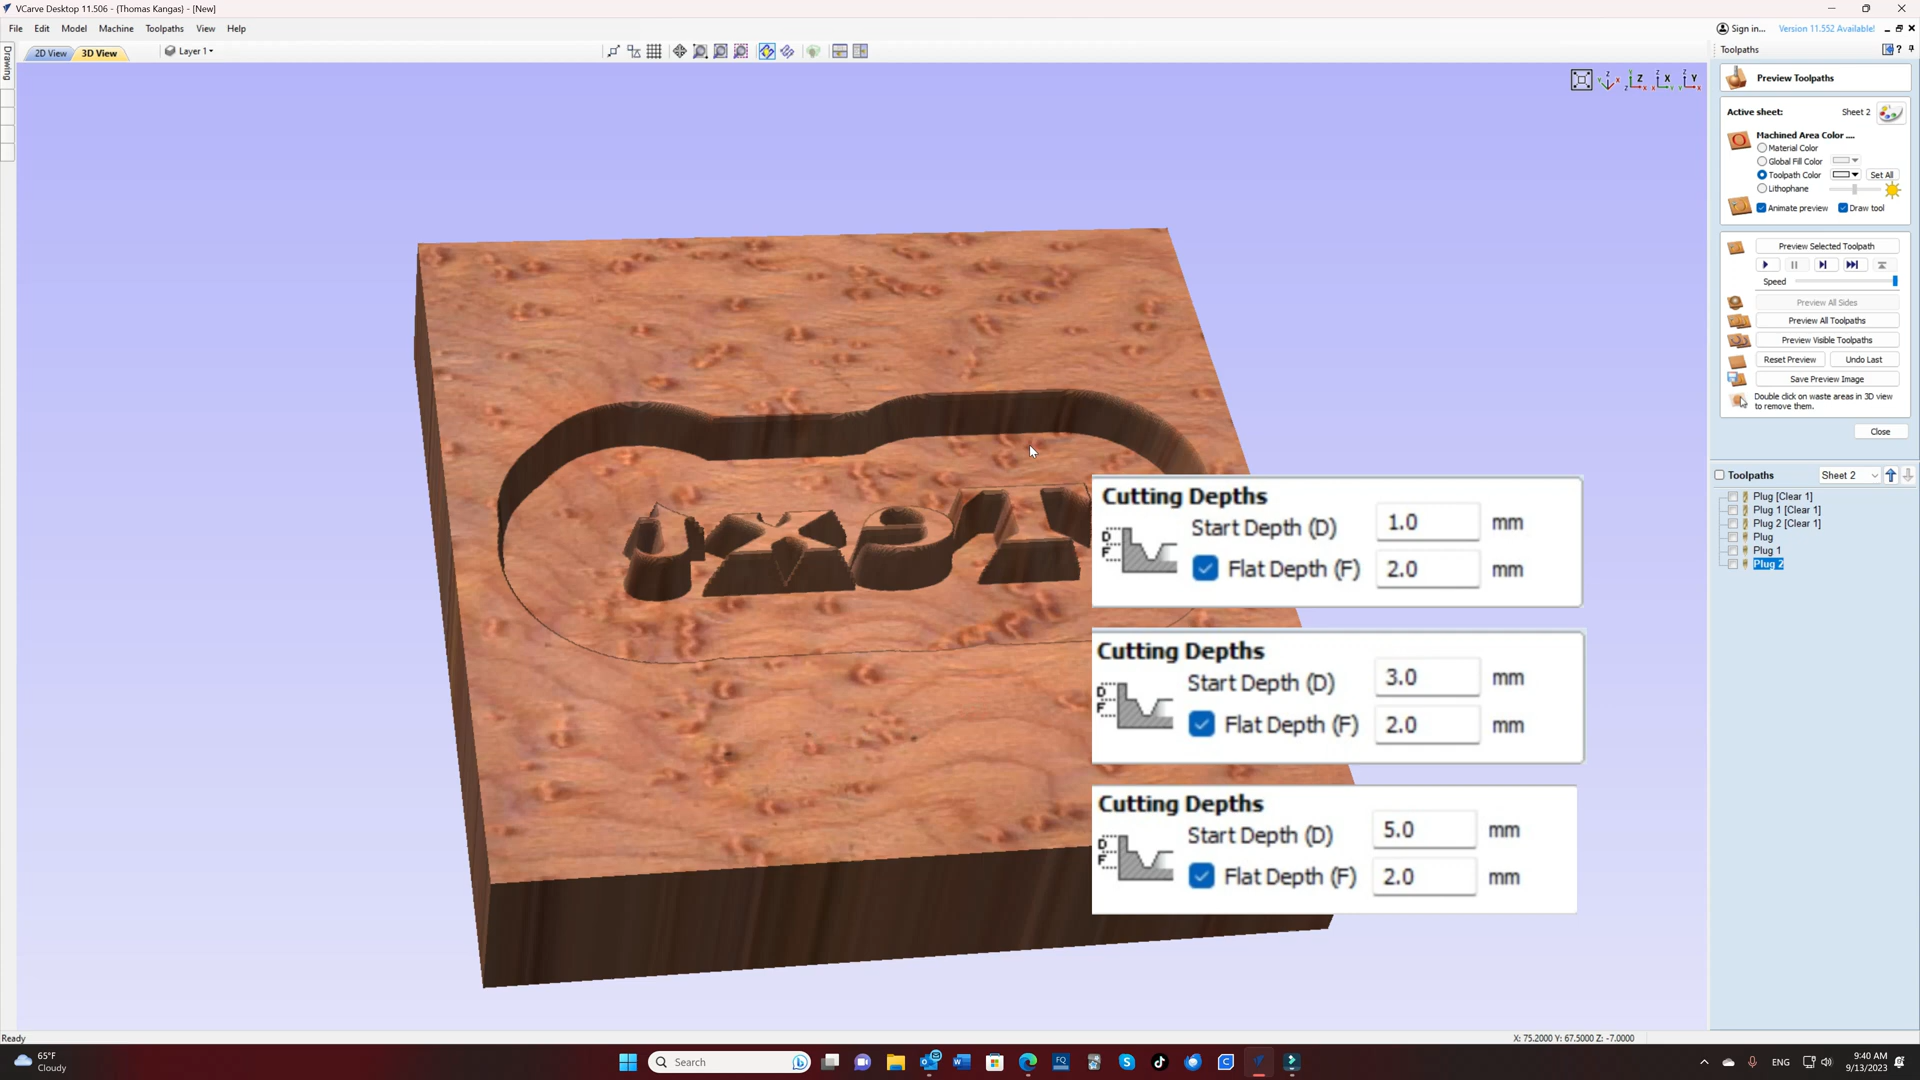 VCarve Desktop 11.506 - (Thomas Kangas) - [New]
File Edit Model Machine Toolpaths View Help
Sign in... Version 11.552 Available!
2D View 3D View Layer 1
Drawing
Toolpaths
Preview Toolpaths
Active sheet: Sheet 2
Machined Area Color ....
Material Color
Global Fill Color
Toolpath Color Set All
Lithophane
Animate preview Draw tool
Preview Selected Toolpath
Speed
Preview All Sides
Preview All Toolpaths
Preview Visible Toolpaths
Reset Preview Undo Last
Save Preview Image
Double click on waste areas in 3D view
to remove them.
Close
Toolpaths Sheet 2
Plug [Clear 1]
Plug 1 [Clear 1]
Plug 2 [Clear 1]
Plug
Plug 1
Plug 2
Cutting Depths
Start Depth (D) 1.0 mm
D
F
Flat Depth (F) 2.0 mm
Cutting Depths
Start Depth (D) 3.0 mm
D
F
Flat Depth (F) 2.0 mm
Cutting Depths
Start Depth (D) 5.0 mm
D
F
Flat Depth (F) 2.0 mm
Ready
X: 75.2000 Y: 67.5000 Z: -7.0000
65°F
Cloudy
Search
ENG
9:40 AM
9/13/2023